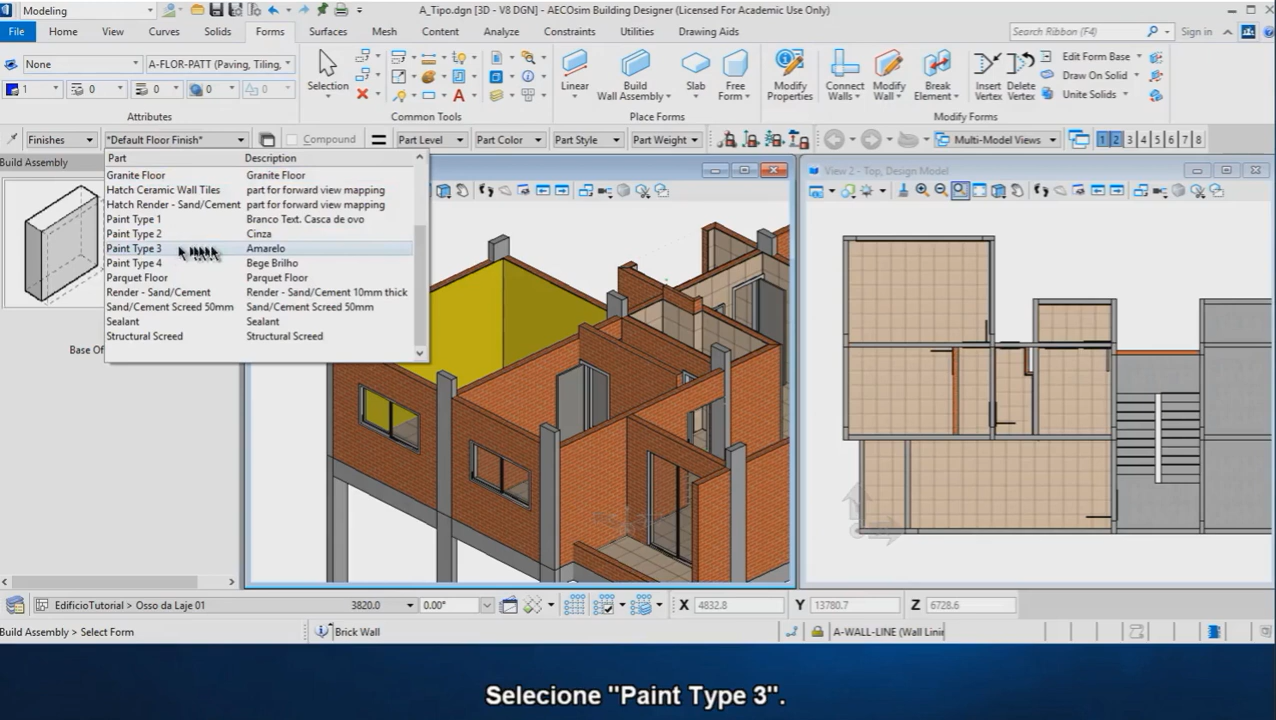 Modeling
A_Tipo.dgn [3D - V8 DGN] - AECOsim Building Designer (Licensed For Academic Use Only)
File Home View Curves Solids Forms Surfaces Mesh Content Analyze Constraints Utilities Drawing Aids
Search Ribbon (F4)
Sign in
None
A-FLOR-PATT (Paving, Tiling,
1 0 0 0 0
Attributes
Selection
Common Tools
Linear
Build Wall Assembly
Slab
Free Form
Place Forms
Modify Properties
Connect Walls
Modify Wall
Break Element
Insert Vertex
Delete Vertex
Edit Form Base
Draw On Solid
Unite Solids
Modify Forms
Finishes
*Default Floor Finish*
Compound
Part Level
Part Color
Part Style
Part Weight
Multi-Model Views
1 2 3 4 5 6 7 8
Build Assembly
Part Description
Granite Floor Granite Floor
Hatch Ceramic Wall Tiles part for forward view mapping
Hatch Render - Sand/Cement part for forward view mapping
Paint Type 1 Branco Text. Casca de ovo
Paint Type 2 Cinza
Paint Type 3 Amarelo
Paint Type 4 Bege Brilho
Parquet Floor Parquet Floor
Render - Sand/Cement Render - Sand/Cement 10mm thick
Sand/Cement Screed 50mm Sand/Cement Screed 50mm
Sealant Sealant
Structural Screed Structural Screed
Base Of
View 2 - Top, Design Model
EdificioTutorial > Osso da Laje 01
3820.0
0.00°
X 4832.8
Y 13780.7
Z 6728.6
Build Assembly > Select Form
Brick Wall
A-WALL-LINE (Wall Linin
Selecione "Paint Type 3".